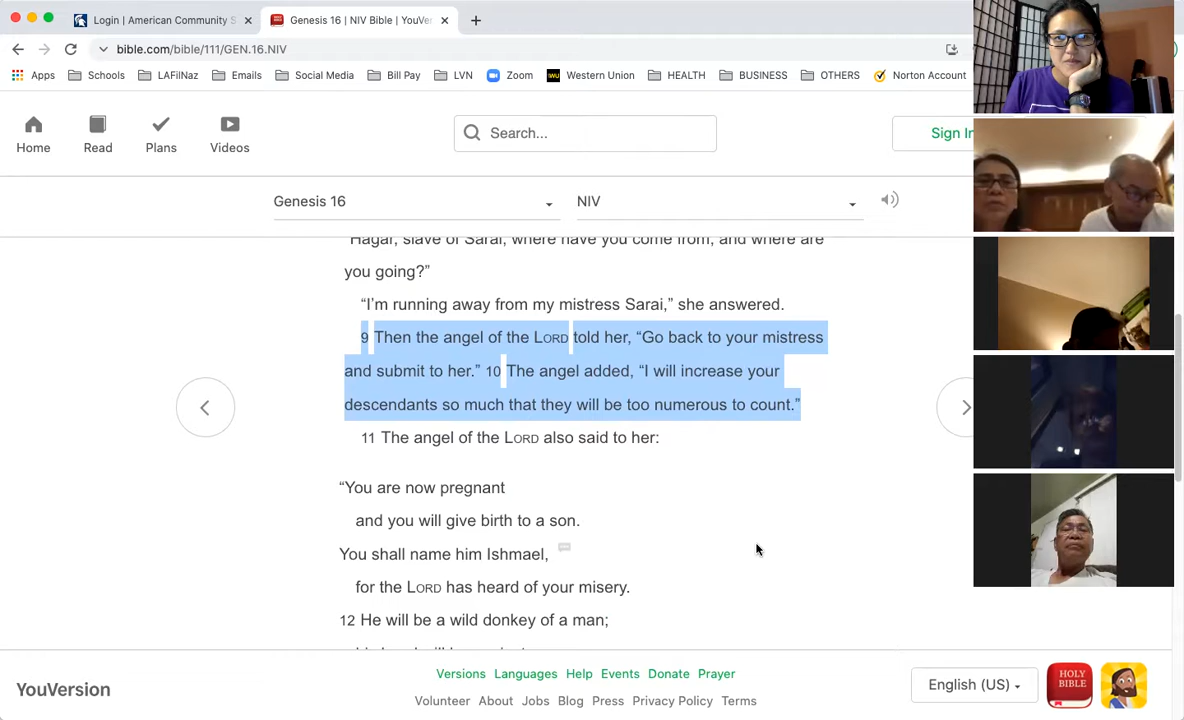 Login | American Community S
Genesis 16 | NIV Bible | YouVer
bible.com/bible/111/GEN.16.NIV
Apps Schools LAFilNaz Emails Social Media Bill Pay LVN Zoom Western Union HEALTH BUSINESS OTHERS Norton Account
Home Read Plans Videos
Search...
Sign In
Genesis 16 NIV
"Hagar, slave of Sarai, where have you come from, and where are
you going?”
“I’m running away from my mistress Sarai,” she answered.
9 Then the angel of the LORD told her, “Go back to your mistress
and submit to her.” 10 The angel added, “I will increase your
descendants so much that they will be too numerous to count.”
11 The angel of the LORD also said to her:
“You are now pregnant
and you will give birth to a son.
You shall name him Ishmael,
for the LORD has heard of your misery.
12 He will be a wild donkey of a man;
YouVersion
Versions Languages Help Events Donate Prayer
Volunteer About Jobs Blog Press Privacy Policy Terms
English (US)
HOLY
BIBLE